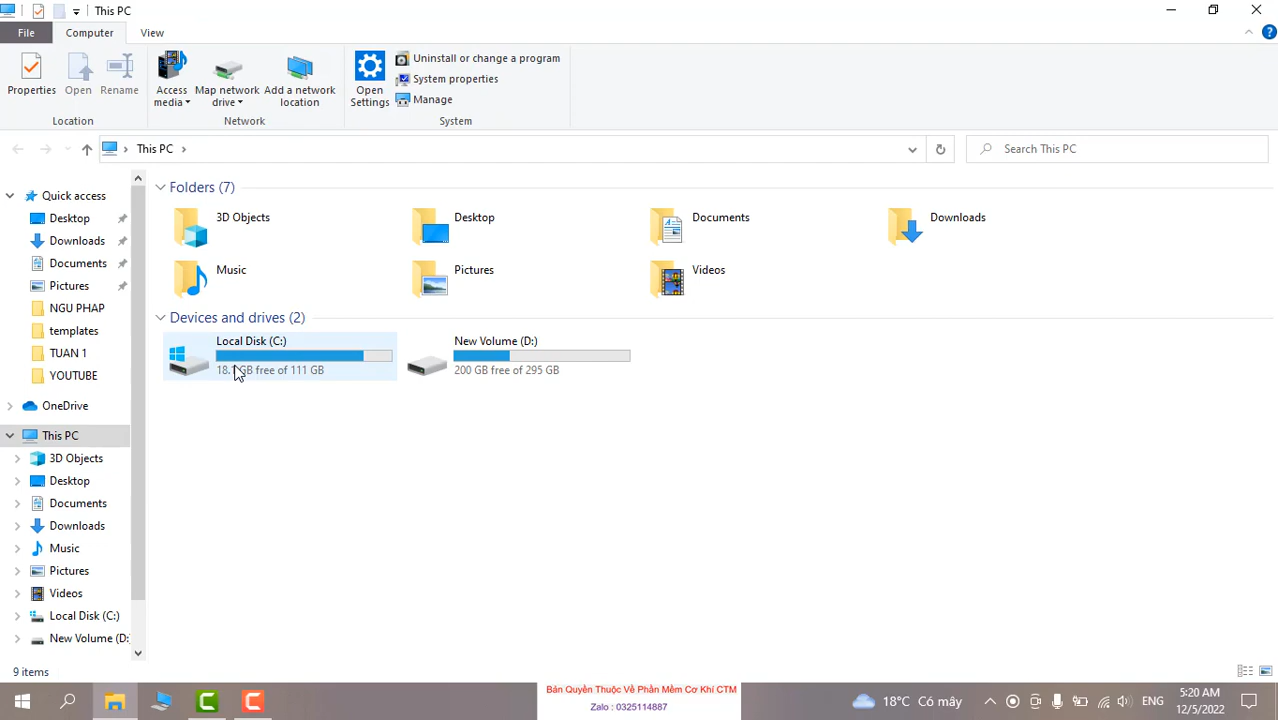 This PC
File
Computer
View
Properties
Open
Rename
Access media
Map network drive
Add a network location
Open Settings
Uninstall or change a program
System properties
Manage
Location
Network
System
This PC
Search This PC
Quick access
Desktop
Downloads
Documents
Pictures
NGU PHAP
templates
TUAN 1
YOUTUBE
OneDrive
This PC
3D Objects
Desktop
Documents
Downloads
Music
Pictures
Videos
Local Disk (C:)
New Volume (D:
Folders (7)
3D Objects
Desktop
Documents
Downloads
Music
Pictures
Videos
Devices and drives (2)
Local Disk (C:)
GB free of 111 GB
New Volume (D:)
200 GB free of 295 GB
9 items
Bản Quyền Thuộc Về Phần Mềm Cơ Khí CTM
Zalo : 0325114887
18°C Có mây
ENG
5:20 AM
12/5/2022